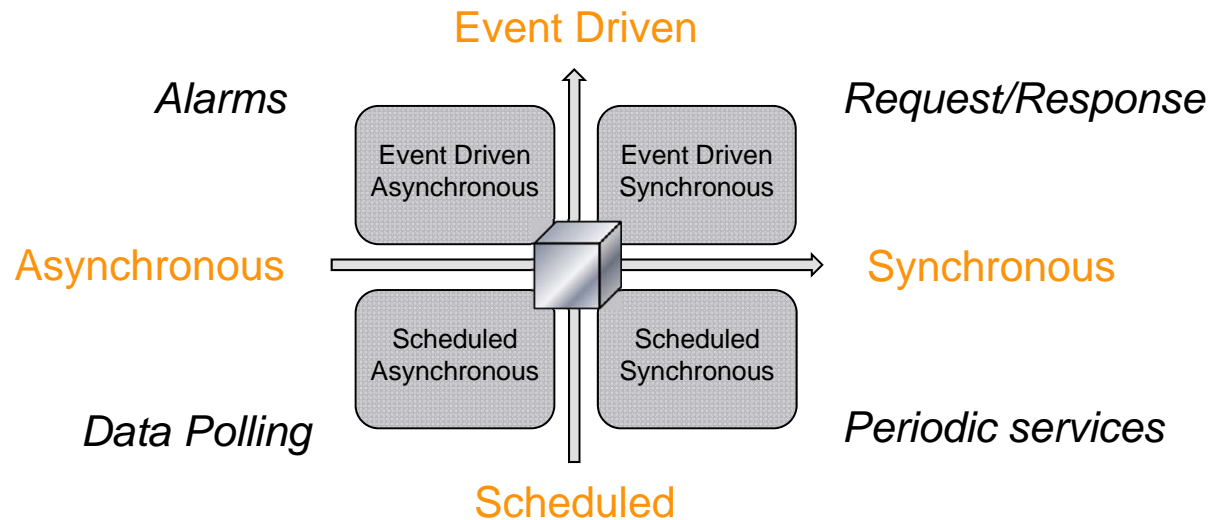 Event Driven
Alarms
Request/Response
Event Driven
Asynchronous
Event Driven
Synchronous
Asynchronous
Synchronous
Scheduled
Asynchronous
Scheduled
Synchronous
Data Polling
Periodic services
Scheduled